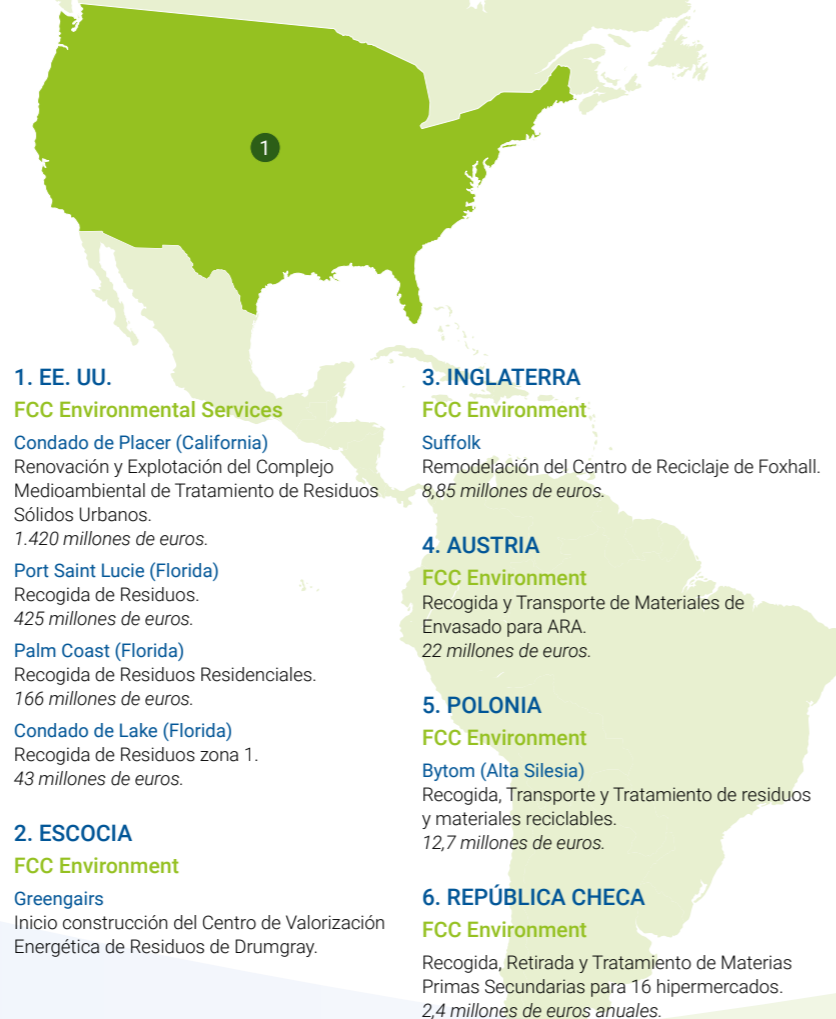 1
1. EE. UU.
FCC Environmental Services
Condado de Placer (California)
Renovación y Explotación del Complejo
Medioambiental de Tratamiento de Residuos
Sólidos Urbanos.
1.420 millones de euros.
Port Saint Lucie (Florida)
Recogida de Residuos.
425 millones de euros.
Palm Coast (Florida)
Recogida de Residuos Residenciales.
166 millones de euros.
Condado de Lake (Florida)
Recogida de Residuos zona 1.
43 millones de euros.
2. ESCOCIA
FCC Environment
Greengairs
Inicio construcción del Centro de Valorización
Energética de Residuos de Drumgray.
3. INGLATERRA
FCC Environment
Suffolk
Remodelación del Centro de Reciclaje de Foxhall.
8,85 millones de euros.
4. AUSTRIA
FCC Environment
Recogida y Transporte de Materiales de
Envasado para ARA.
22 millones de euros.
5. POLONIA
FCC Environment
Bytom (Alta Silesia)
Recogida, Transporte y Tratamiento de residuos
y materiales reciclables.
12,7 millones de euros.
6. REPÚBLICA CHECA
FCC Environment
Recogida, Retirada y Tratamiento de Materias
Primas Secundarias para 16 hipermercados.
2,4 millones de euros anuales.